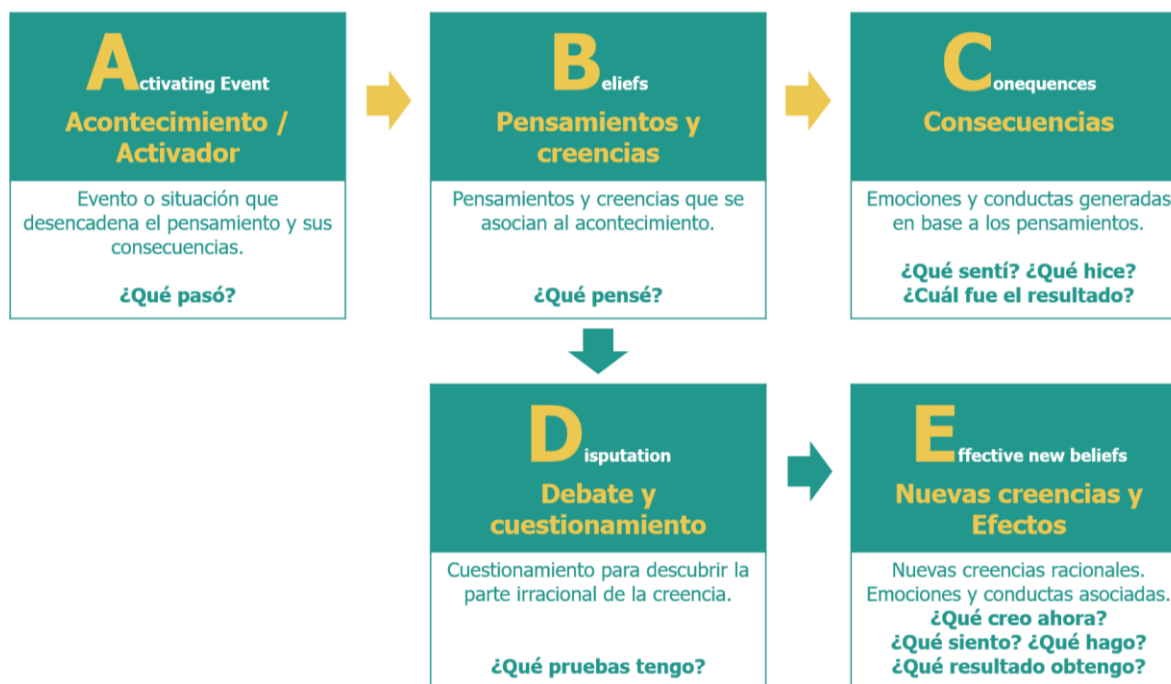 Activating Event
Acontecimiento /
Activador
Evento o situación que
desencadena el pensamiento y sus
consecuencias.
¿Qué pasó?
Beliefs
Pensamientos y
creencias
Pensamientos y creencias que se
asocian al acontecimiento.
¿Qué pensé?
Conequences
Consecuencias
Emociones y conductas generadas
en base a los pensamientos.
¿Qué sentí? ¿Qué hice?
¿Cuál fue el resultado?
Disputation
Debate y
cuestionamiento
Cuestionamiento para descubrir la
parte irracional de la creencia.
¿Qué pruebas tengo?
Effective new beliefs
Nuevas creencias y
Efectos
Nuevas creencias racionales.
Emociones y conductas asociadas.
¿Qué creo ahora?
¿Qué siento? ¿Qué hago?
¿Qué resultado obtengo?